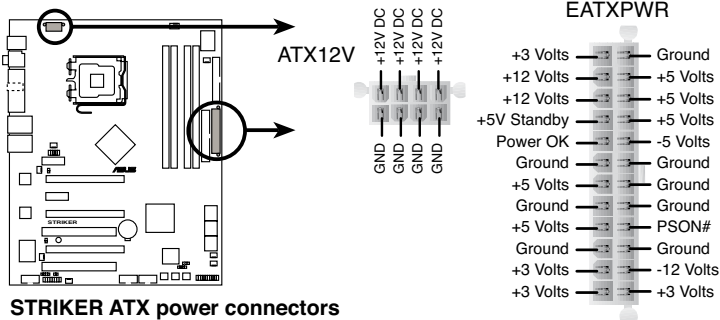 EATXPWR
ATX12V
+12V DC
+12V DC
+12V DC
+12V DC
GND
GND
GND
GND
+3 Volts Ground
+12 Volts +5 Volts
+12 Volts +5 Volts
+5V Standby +5 Volts
Power OK -5 Volts
Ground Ground
+5 Volts Ground
Ground Ground
+5 Volts PSON#
Ground Ground
+3 Volts -12 Volts
+3 Volts +3 Volts
ASUS
STRIKER
STRIKER ATX power connectors